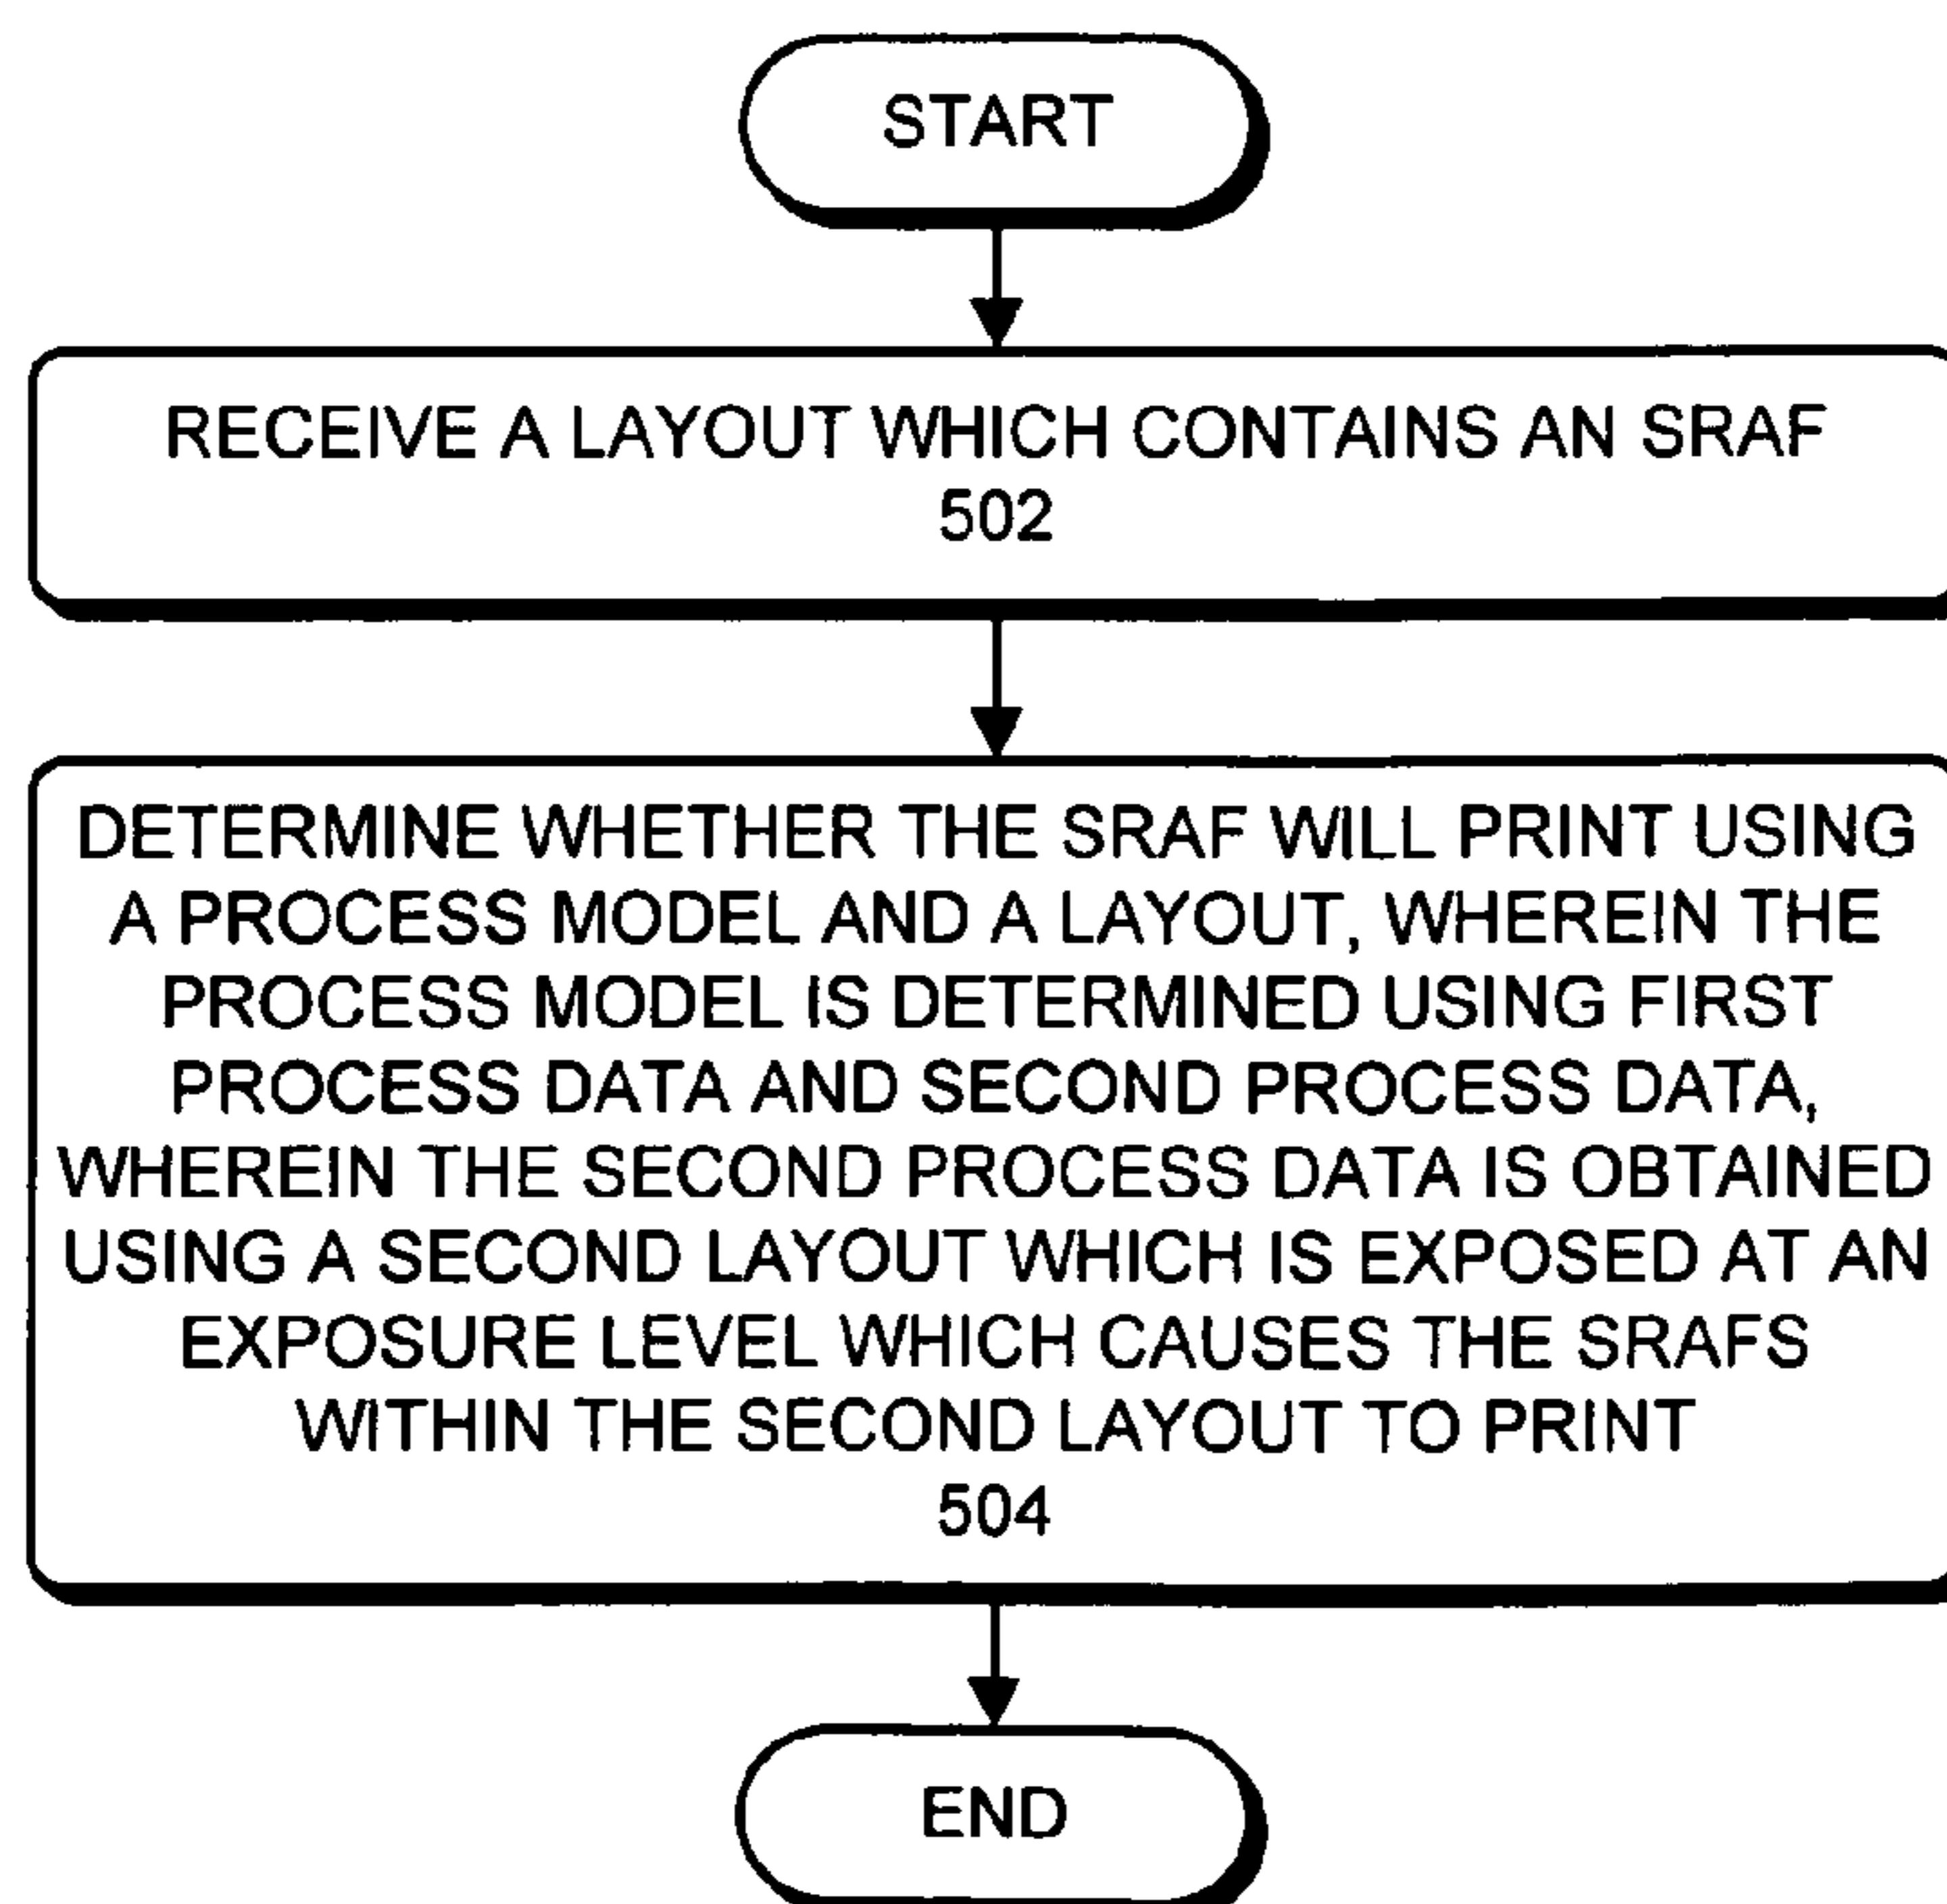 START
RECEIVE A LAYOUT WHICH CONTAINS AN SRAF
502
DETERMINE WHETHER THE SRAF WILL PRINT USING
A PROCESS MODEL AND A LAYOUT, WHEREIN THE
PROCESS MODEL IS DETERMINED USING FIRST
PROCESS DATA AND SECOND PROCESS DATA,
WHEREIN THE SECOND PROCESS DATA IS OBTAINED
USING A SECOND LAYOUT WHICH IS EXPOSED AT AN
EXPOSURE LEVEL WHICH CAUSES THE SRAFS
WITHIN THE SECOND LAYOUT TO PRINT
504
END